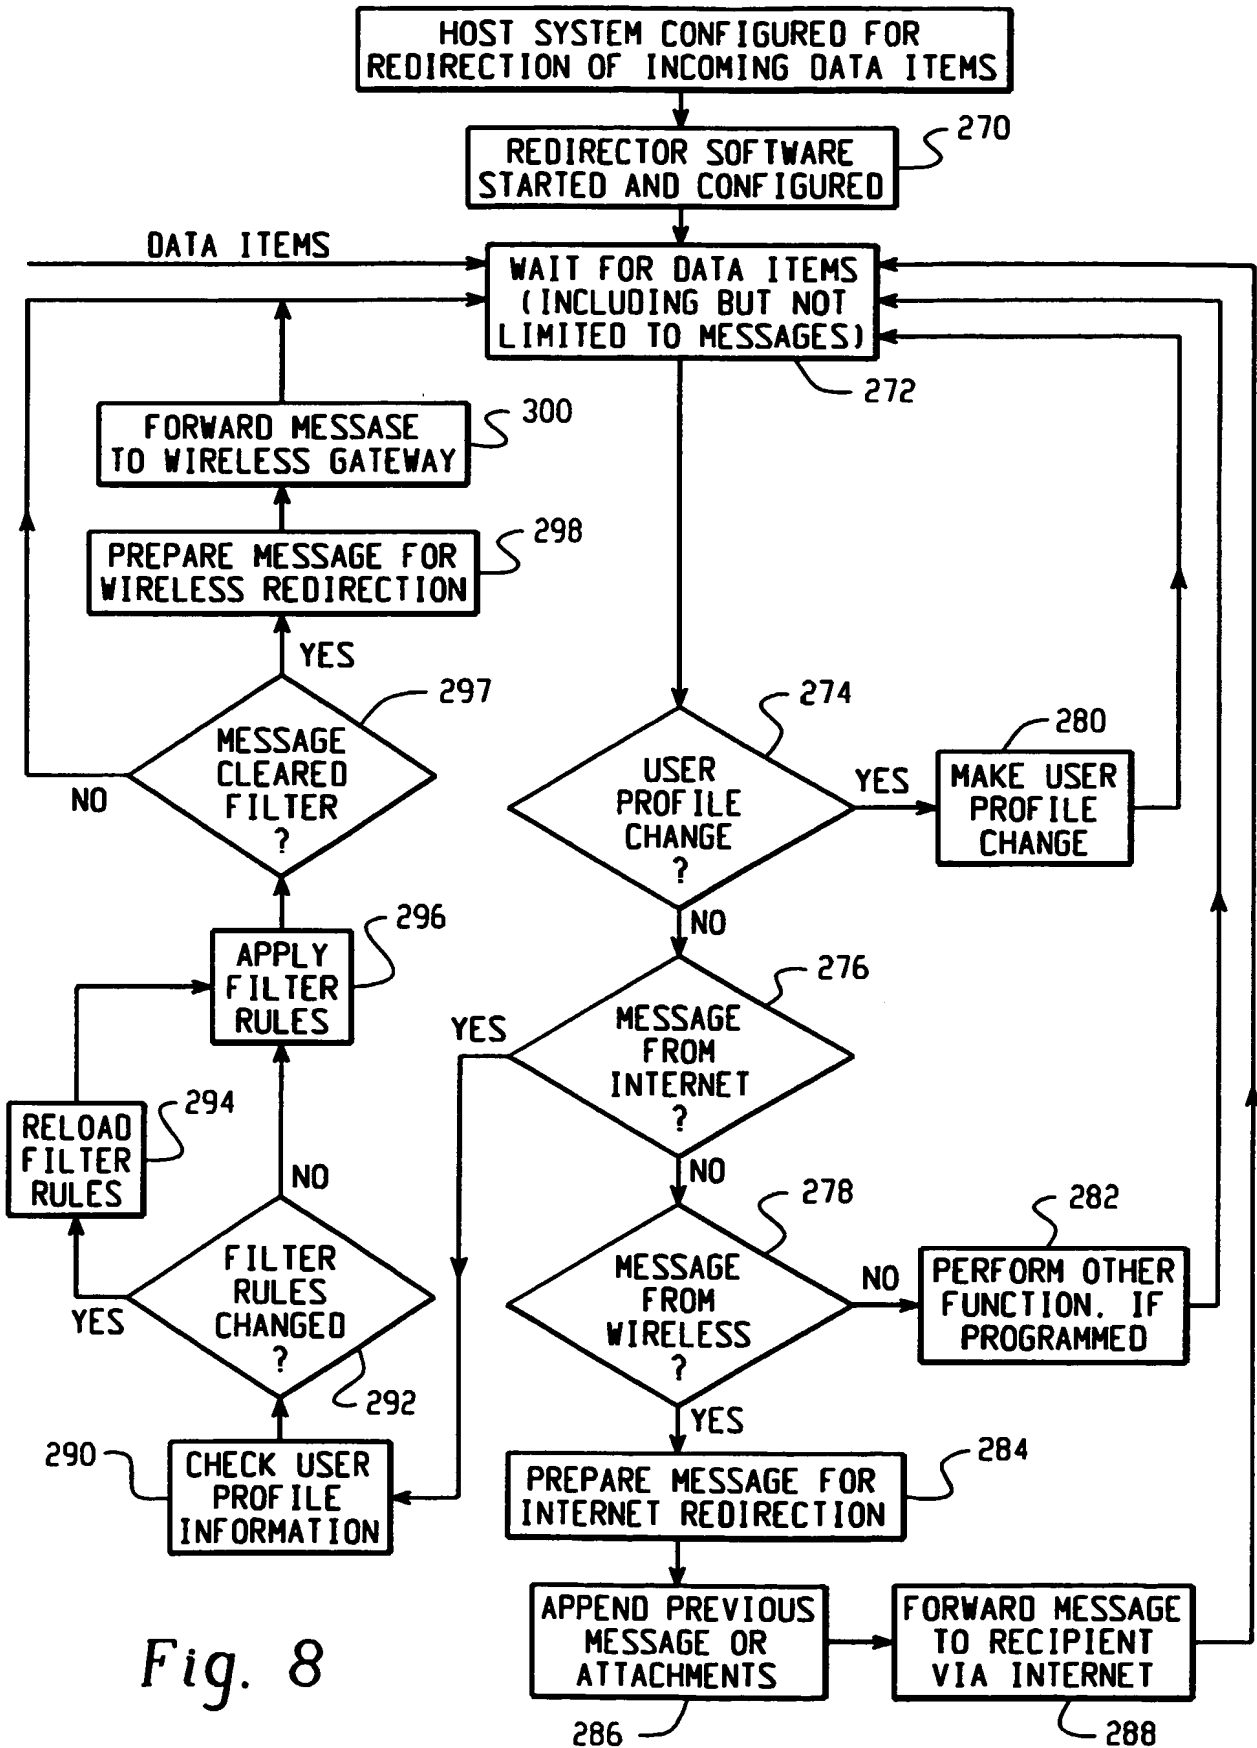 HOST SYSTEM CONFIGURED FOR
REDIRECTION OF INCOMING DATA ITEMS
270
REDIRECTOR SOFTWARE
STARTED AND CONFIGURED
DATA ITEMS
WAIT FOR DATA ITEMS
(INCLUDING BUT NOT
LIMITED TO MESSAGES)
272
300
FORWARD MESSASE
TO WIRELESS GATEWAY
298
PREPARE MESSAGE FOR
WIRELESS REDIRECTION
YES
297
MESSAGE
CLEARED
FILTER
?
NO
274
USER
PROFILE
CHANGE
?
YES
280
MAKE USER
PROFILE
CHANGE
NO
296
APPLY
FILTER
RULES
276
MESSAGE
FROM
INTERNET
?
YES
294
RELOAD
FILTER
RULES
NO
NO
278
MESSAGE
FROM
WIRELESS
?
NO
282
PERFORM OTHER
FUNCTION. IF
PROGRAMMED
FILTER
RULES
CHANGED
?
YES
292
YES
290
CHECK USER
PROFILE
INFORMATION
284
PREPARE MESSAGE FOR
INTERNET REDIRECTION
APPEND PREVIOUS
MESSAGE OR
ATTACHMENTS
286
FORWARD MESSAGE
TO RECIPIENT
VIA INTERNET
288
Fig. 8